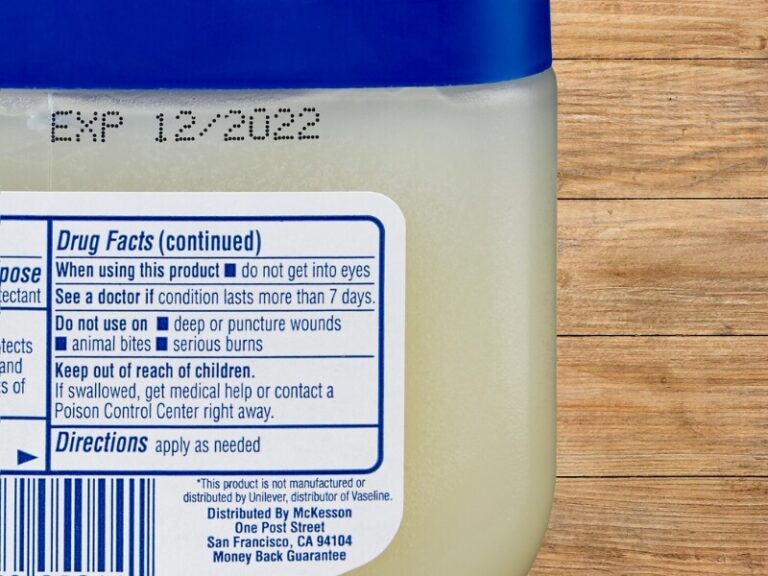 EXP 12/2022
Drug Facts (continued)
When using this product ■ do not get into eyes
See a doctor if condition lasts more than 7 days.
Do not use on ■ deep or puncture wounds
■ animal bites ■ serious burns
Keep out of reach of children.
If swallowed, get medical help or contact a
Poison Control Center right away.
Directions apply as needed
pose
tectant
tects
and
s of
*This product is not manufactured or
distributed by Unilever, distributor of Vaseline.
Distributed By McKesson
One Post Street
San Francisco, CA 94104
Money Back Guarantee